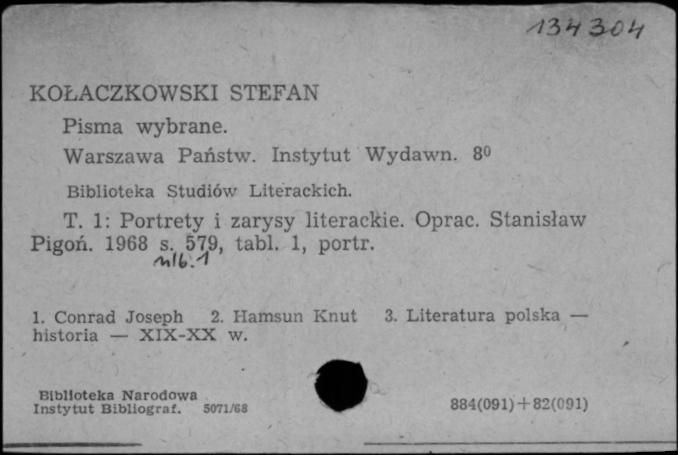 134304
KOŁACZKOWSKI STEFAN
Pisma wybrane.
Warszawa Państw. Instytut Wydawn. 8⁰
Biblioteka Studiów Literackich.
T. 1: Portrety i zarysy literackie. Oprac. Stanisław
Pigoń. 1968 s. 579, tabl. 1, portr.
nlb. 1
1. Conrad Joseph 2. Hamsun Knut 3. Literatura polska —
historia — XIX-XX w.
Biblioteka Narodowa
Instytut Bibliograf. 5071/68
884(091)+82(091)